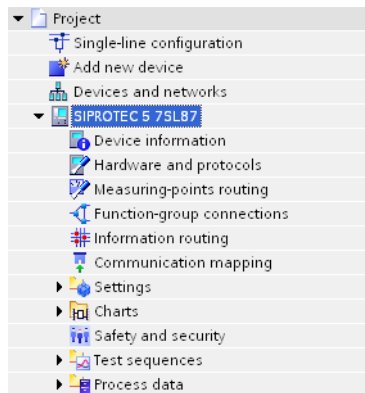 Project
Single-line configuration
Add new device
Devices and networks
SIPROTEC 5 7SL87
Device information
Hardware and protocols
Measuring-points routing
Function-group connections
Information routing
Communication mapping
Settings
Charts
Safety and security
Test sequences
Process data